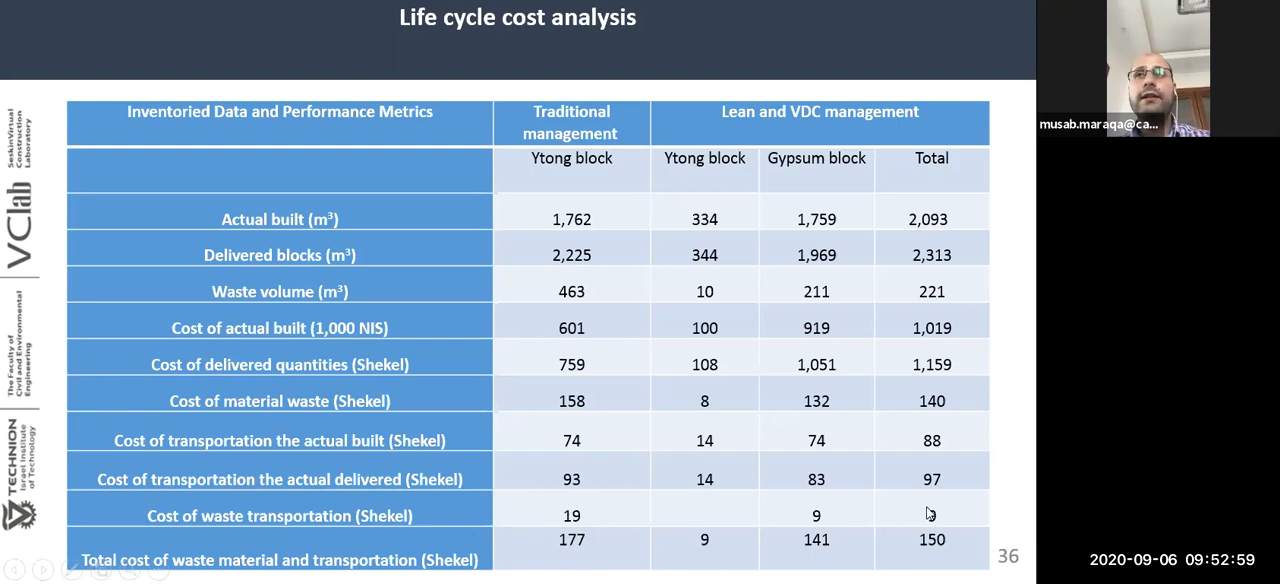 Life cycle cost analysis
Inventoried Data and Performance Metrics
Traditional
management
Lean and VDC management
Ytong block
Ytong block
Gypsum block
Total
Actual built (m³)
1,762
334
1,759
2,093
Delivered blocks (m³)
2,225
344
1,969
2,313
Waste volume (m³)
463
10
211
221
Cost of actual built (1,000 NIS)
601
100
919
1,019
Cost of delivered quantities (Shekel)
759
108
1,051
1,159
Cost of material waste (Shekel)
158
8
132
140
Cost of transportation the actual built (Shekel)
74
14
74
88
Cost of transportation the actual delivered (Shekel)
93
14
83
97
Cost of waste transportation (Shekel)
19
9
Total cost of waste material and transportation (Shekel)
177
9
141
150
36
Seskin Virtual
Construction
Laboratory
VClab
The Faculty of
Civil and Environmental
Engineering
TECHNION
Israel Institute
of Technology
musab.maraqa@ca...
2020-09-06 09:52:59